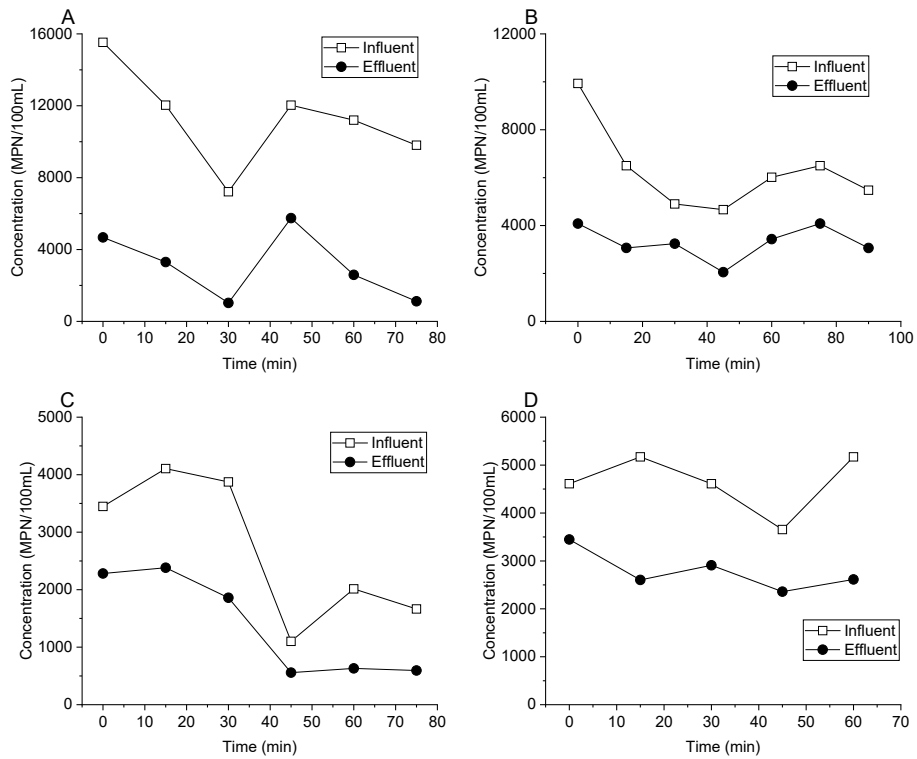 A
16000
12000
8000
4000
0
Concentration (MPN/100mL)
Influent
Effluent
0 10 20 30 40 50 60 70 80
Time (min)
B
12000
8000
4000
0
Concentration (MPN/100mL)
Influent
Effluent
0 20 40 60 80 100
Time (min)
C
5000
4000
3000
2000
1000
0
Concentration (MPN/100mL)
Influent
Effluent
0 10 20 30 40 50 60 70 80
Time (min)
D
6000
5000
4000
3000
2000
1000
0
Concentration (MPN/100mL)
Influent
Effluent
0 10 20 30 40 50 60 70
Time (min)